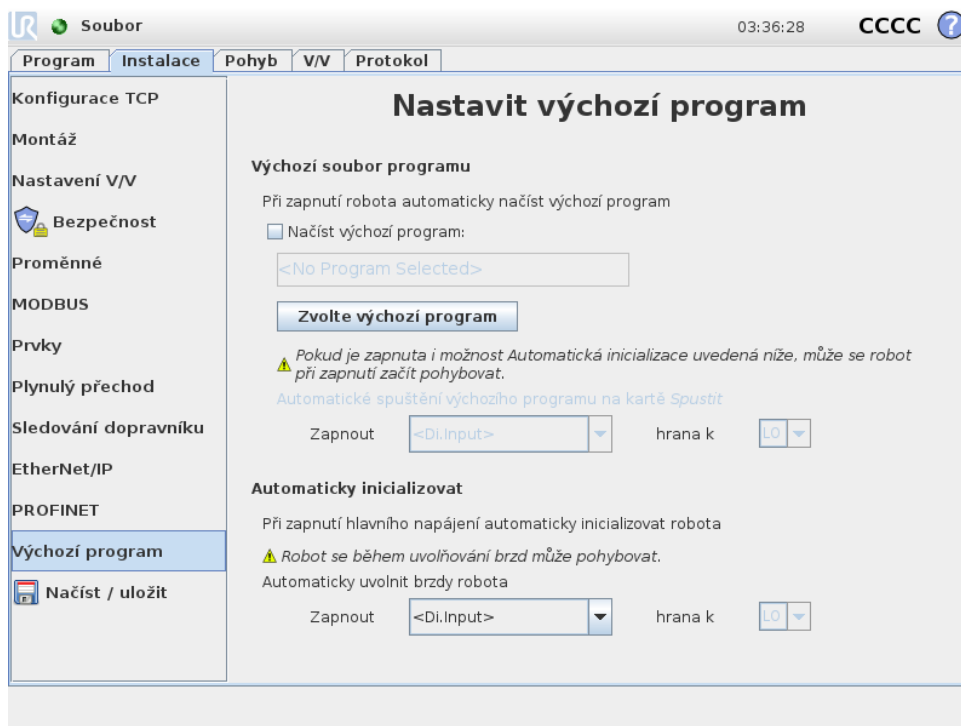 UR Soubor 03:36:28 CCCC ?
Program Instalace Pohyb V/V Protokol
Konfigurace TCP
Montáž
Nastavení V/V
Bezpečnost
Proměnné
MODBUS
Prvky
Plynulý přechod
Sledování dopravníku
EtherNet/IP
PROFINET
Výchozí program
Načíst / uložit
Nastavit výchozí program
Výchozí soubor programu
Při zapnutí robota automaticky načíst výchozí program
Načíst výchozí program:
<No Program Selected>
Zvolte výchozí program
Pokud je zapnuta i možnost Automatická inicializace uvedená níže, může se robot
při zapnutí začít pohybovat.
Automatické spuštění výchozího programu na kartě Spustit
Zapnout <Di.Input> hrana k LO
Automaticky inicializovat
Při zapnutí hlavního napájení automaticky inicializovat robota
Robot se během uvolňování brzd může pohybovat.
Automaticky uvolnit brzdy robota
Zapnout <Di.Input> hrana k LO